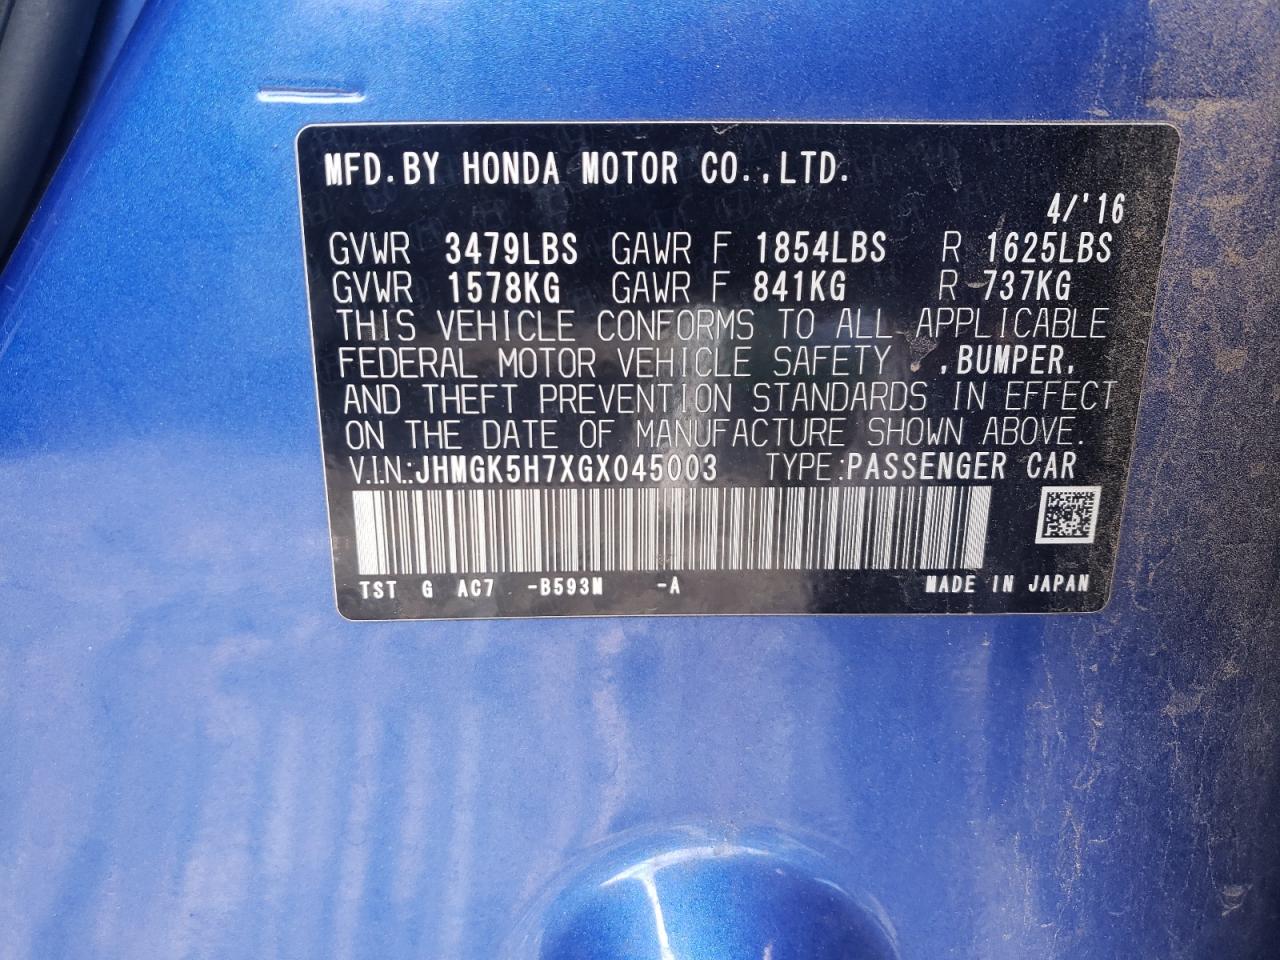 MFD.BY HONDA MOTOR CO.,LTD.
4/'16
GVWR 3479LBS GAWR F 1854LBS R 1625LBS
GVWR 1578KG GAWR F 841KG R 737KG
THIS VEHICLE CONFORMS TO ALL APPLICABLE
FEDERAL MOTOR VEHICLE SAFETY , ,BUMPER,
AND THEFT PREVENTION STANDARDS IN EFFECT
ON THE DATE OF MANUFACTURE SHOWN ABOVE.
V.I.N.:JHMGK5H7XGX045003 TYPE:PASSENGER CAR
TST G AC7 -B593M -A MADE IN JAPAN